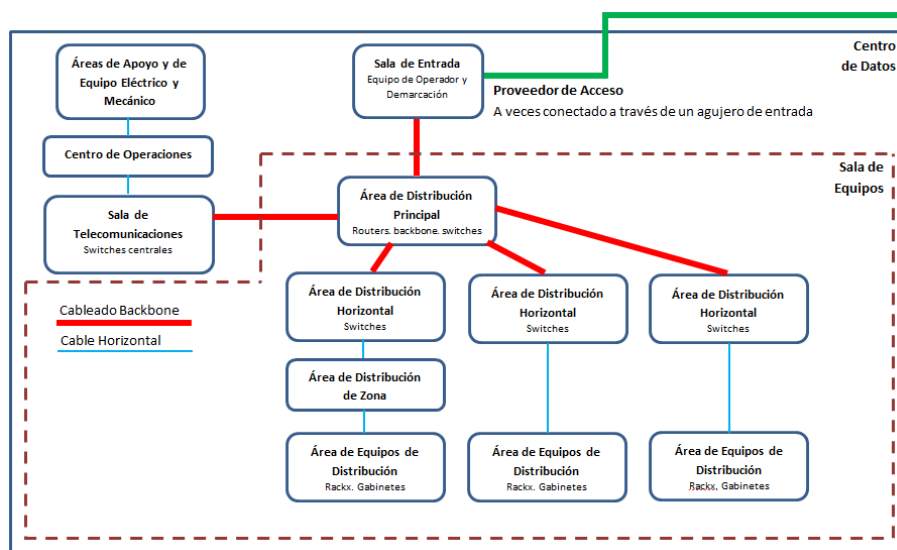 Centro
de Datos
Áreas de Apoyo y de
Equipo Eléctrico y
Mecánico
Sala de Entrada
Equipo de Operador y
Demarcación
Proveedor de Acceso
A veces conectado a través de un agujero de entrada
Centro de Operaciones
Sala de
Equipos
Sala de
Telecomunicaciones
Switches centrales
Área de Distribución
Principal
Routers, backbone, switches
Cableado Backbone
Cable Horizontal
Área de Distribución
Horizontal
Switches
Área de Distribución
Horizontal
Switches
Área de Distribución
Horizontal
Switches
Área de Distribución
de Zona
Área de Equipos de
Distribución
Rackx. Gabinetes
Área de Equipos de
Distribución
Rackx. Gabinetes
Área de Equipos de
Distribución
Rackx, Gabinetes